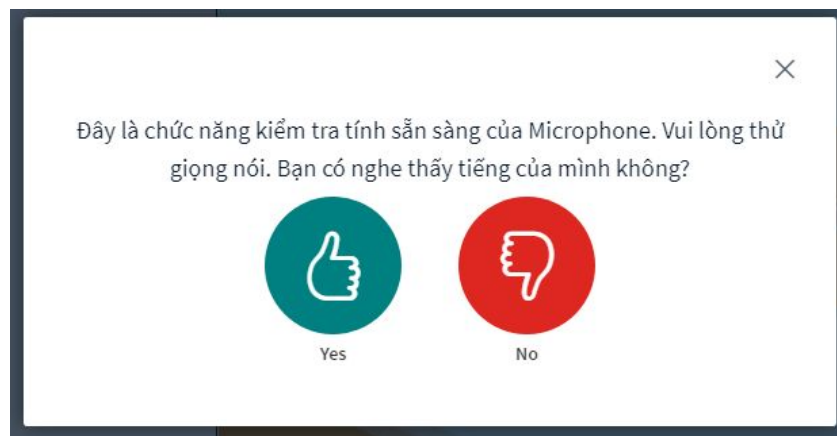 Đây là chức năng kiểm tra tính sẵn sàng của Microphone. Vui lòng thử
giọng nói. Bạn có nghe thấy tiếng của mình không?
Yes
No